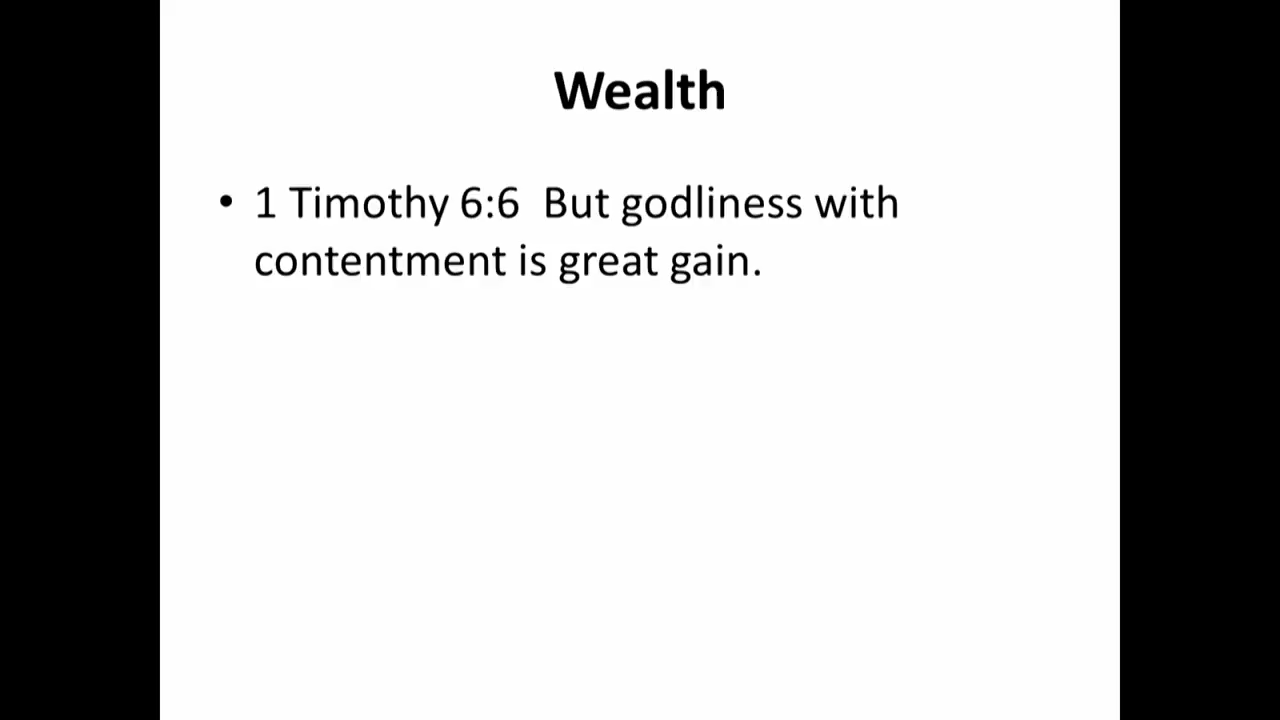 Wealth
• 1 Timothy 6:6  But godliness with
contentment is great gain.